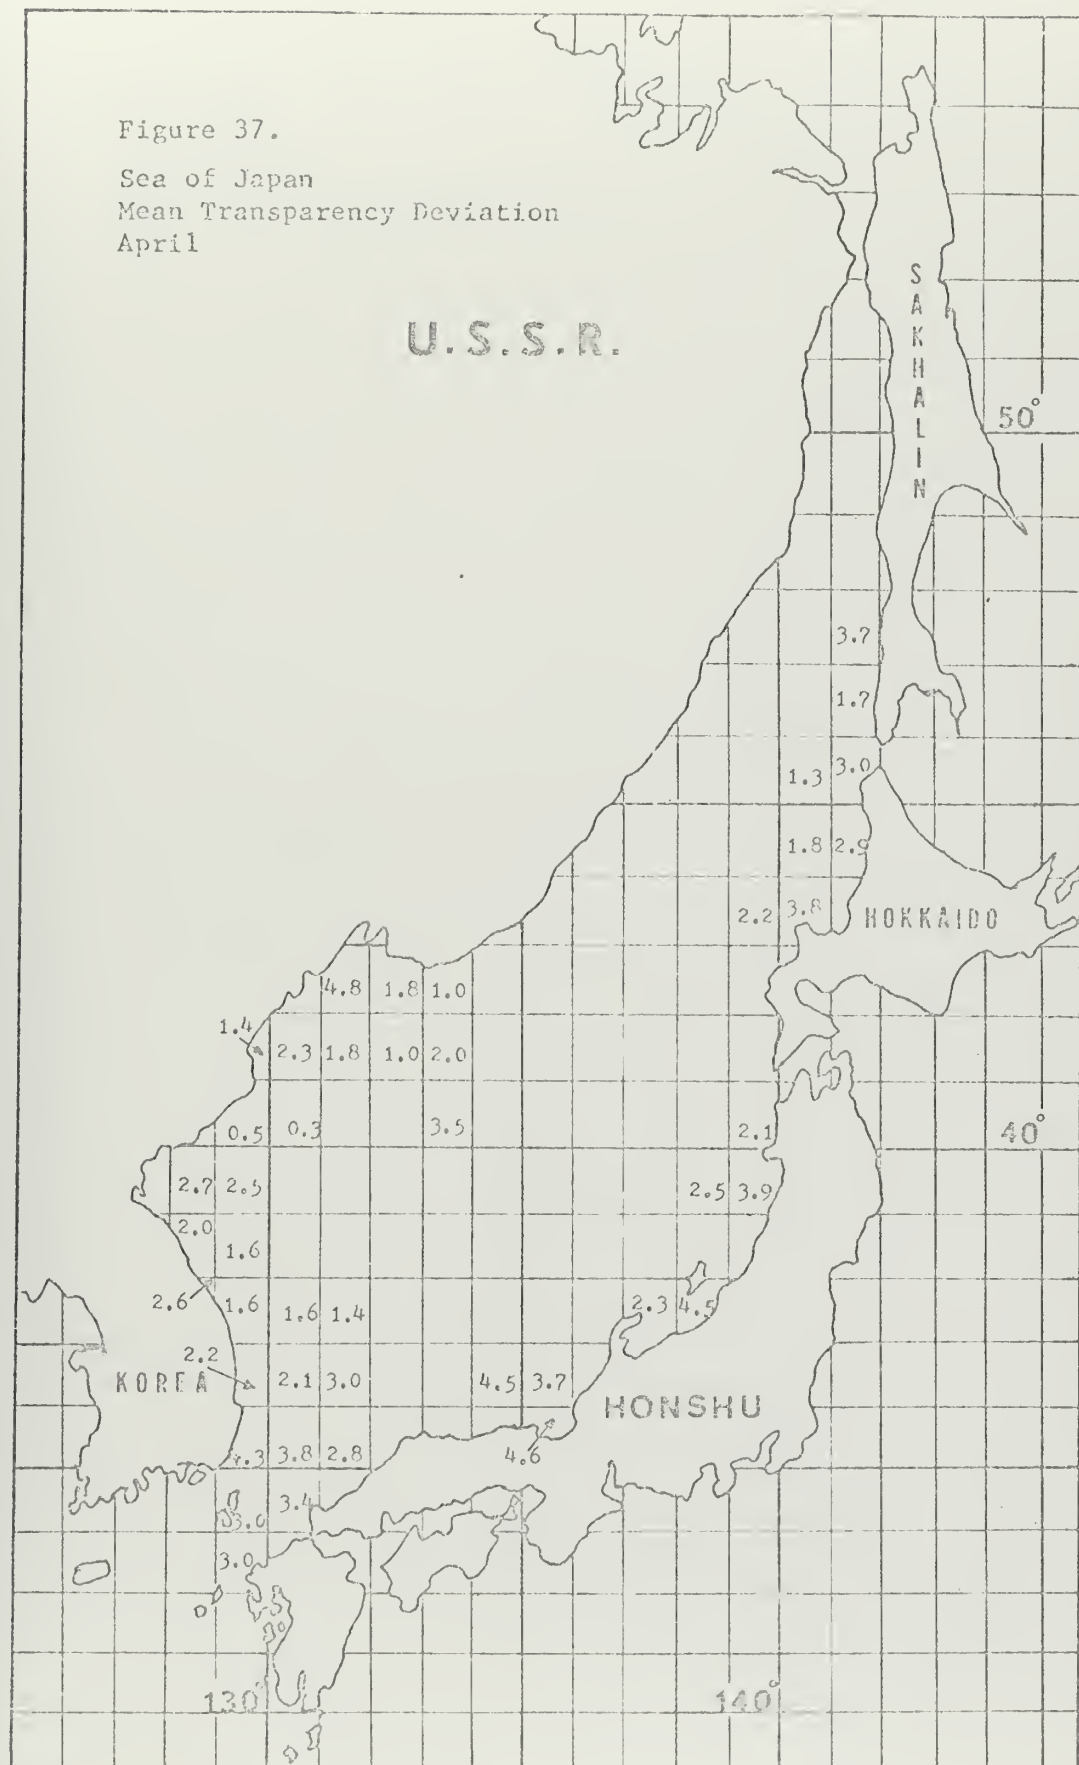 Figure 37.
Sea of Japan
Mean Transparency Deviation
April
U.S.S.R.
SAKHALIN
50°
3.7
1.7
1.3 3.0
1.8 2.9
2.2 3.8 HOKKAIDO
4.8 1.8 1.0
1.4
2.3 1.8 1.0 2.0
0.5 0.3 3.5 2.1 40°
2.7 2.5 2.5 3.9
2.0
1.6
2.6 1.6 1.6 1.4 2.3 4.5
2.2
KOREA 2.1 3.0 4.5 3.7
HONSHU
3.8 2.8 4.6
3.4
3.0
130° 140°